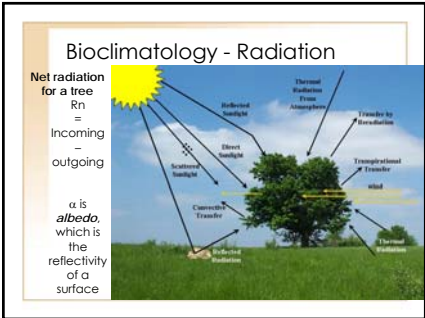 Bioclimatology - Radiation
Net radiation
for a tree
Rn
=
Incoming
–
outgoing
α is
albedo,
which is
the
reflectivity
of a
surface
Thermal
Radiation
From
Atmosphere
Reflected
Sunlight
Transfer by
Reradiation
Direct
Sunlight
Scattered
Sunlight
Transpirational
Transfer
wind
Convective
Transfer
Reflected
Radiation
Thermal
Radiation